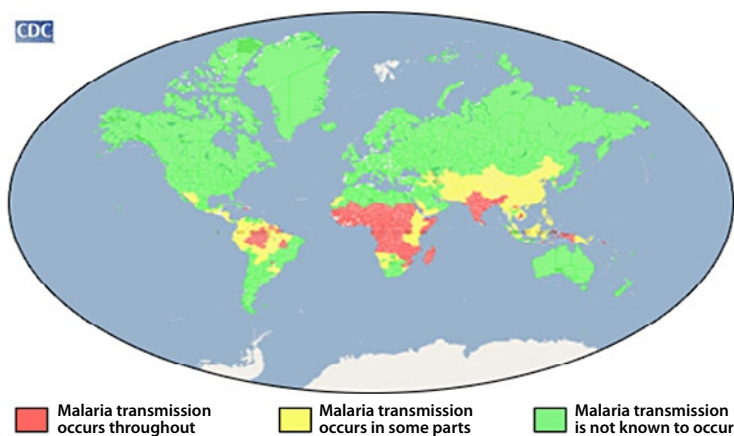 CDC
Malaria transmission
occurs throughout
Malaria transmission
occurs in some parts
Malaria transmission
is not known to occur